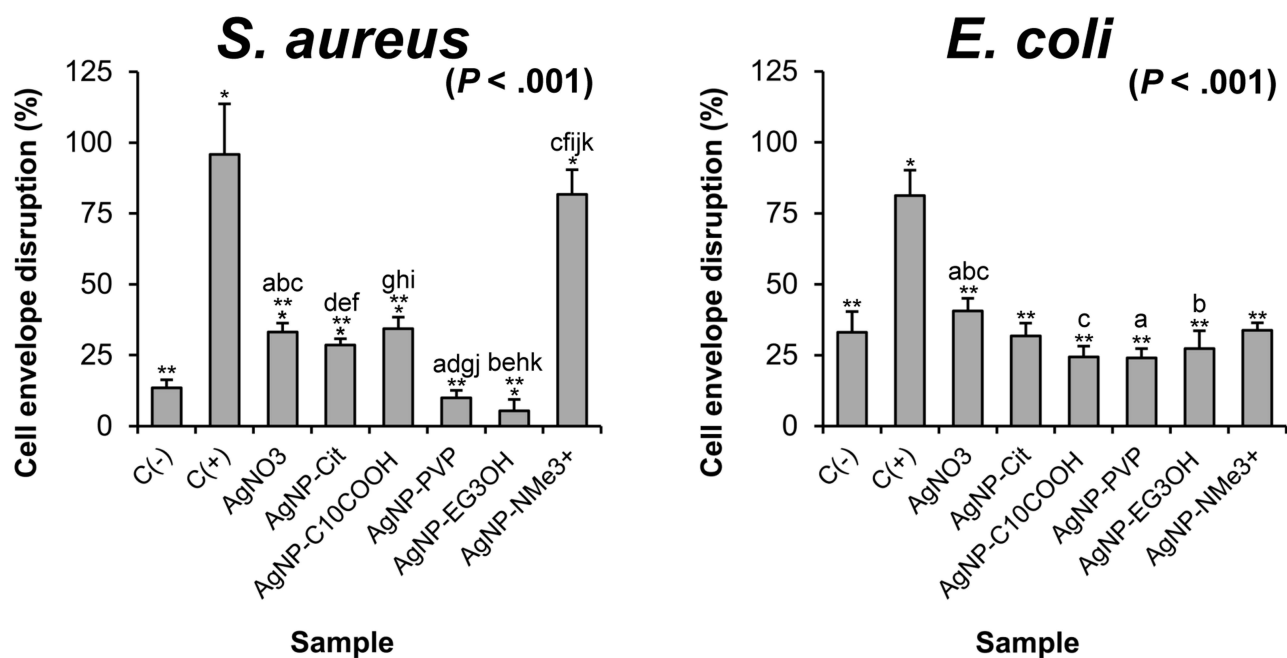 S. aureus
(P < .001)
Cell envelope disruption (%)
125
100
75
50
25
0
**
*
abc
**
*
def
**
*
ghi
**
*
adgj
**
behk
**
*
cfijk
*
C(-)
C(+)
AgNO3
AgNP-Cit
AgNP-C10COOH
AgNP-PVP
AgNP-EG3OH
AgNP-NMe3+
Sample
E. coli
(P < .001)
Cell envelope disruption (%)
125
100
75
50
25
0
**
*
abc
**
**
c
**
a
**
b
**
**
C(-)
C(+)
AgNO3
AgNP-Cit
AgNP-C10COOH
AgNP-PVP
AgNP-EG3OH
AgNP-NMe3+
Sample